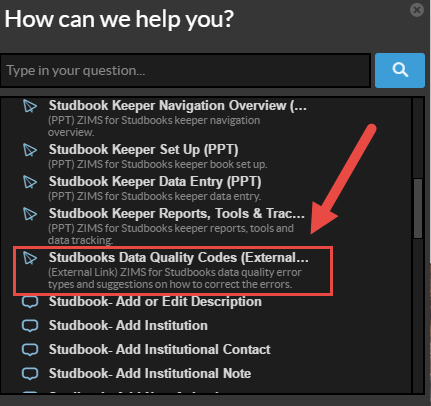 How can we help you?
Type in your question...
Studbook Keeper Navigation Overview (...
(PPT) ZIMS for Studbooks keeper navigation
overview.
Studbook Keeper Set Up (PPT)
(PPT) ZIMS for Studbooks keeper book set up.
Studbook Keeper Data Entry (PPT)
(PPT) ZIMS for Studbooks keeper data entry.
Studbook Keeper Reports, Tools & Trac...
(PPT) ZIMS for Studbooks keeper reports, tools and
data tracking.
Studbooks Data Quality Codes (External...
(External Link) ZIMS for Studbooks data quality error
types and suggestions on how to correct the errors.
Studbook- Add or Edit Description
Studbook- Add Institution
Studbook- Add Institutional Contact
Studbook- Add Institutional Note